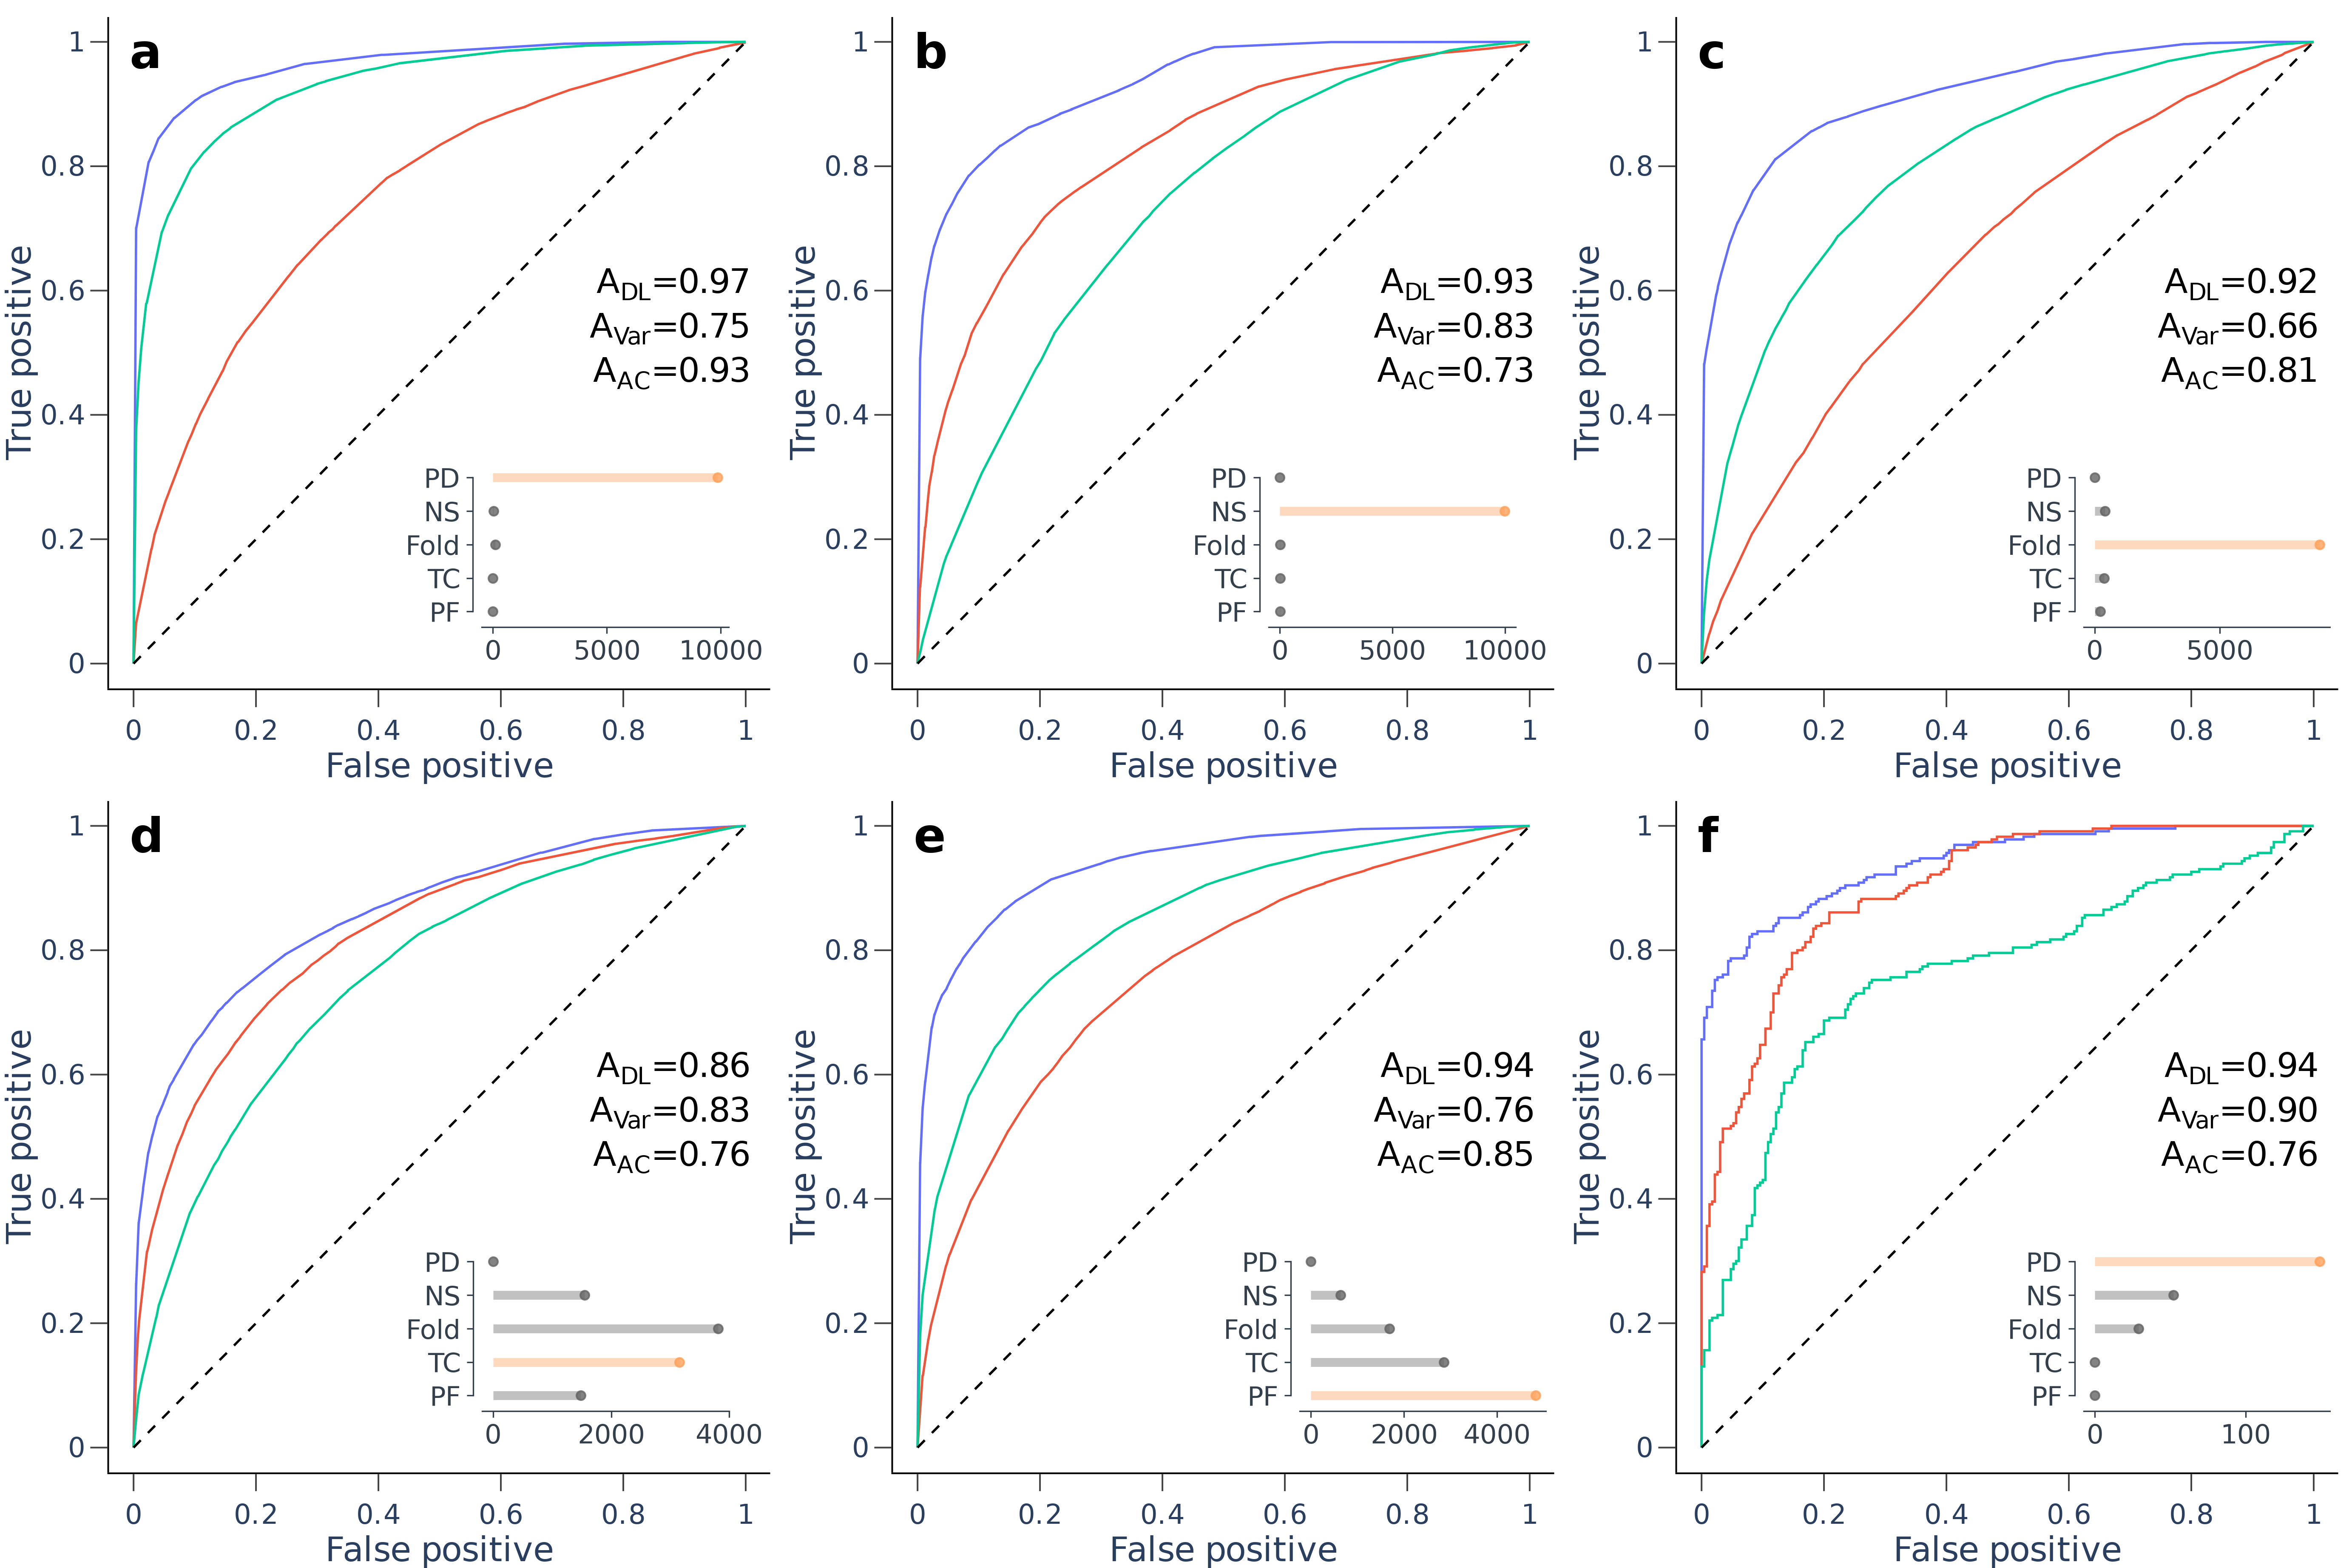 a
True positive
1
0.8
0.6
0.4
0.2
0
A_DL=0.97
A_Var=0.75
A_AC=0.93
PD
NS
Fold
TC
PF
0 5000 10000
0 0.2 0.4 0.6 0.8 1
False positive
b
True positive
1
0.8
0.6
0.4
0.2
0
A_DL=0.93
A_Var=0.83
A_AC=0.73
PD
NS
Fold
TC
PF
0 5000 10000
0 0.2 0.4 0.6 0.8 1
False positive
c
True positive
1
0.8
0.6
0.4
0.2
0
A_DL=0.92
A_Var=0.66
A_AC=0.81
PD
NS
Fold
TC
PF
0 5000
0 0.2 0.4 0.6 0.8 1
False positive
d
True positive
1
0.8
0.6
0.4
0.2
0
A_DL=0.86
A_Var=0.83
A_AC=0.76
PD
NS
Fold
TC
PF
0 2000 4000
0 0.2 0.4 0.6 0.8 1
False positive
e
True positive
1
0.8
0.6
0.4
0.2
0
A_DL=0.94
A_Var=0.76
A_AC=0.85
PD
NS
Fold
TC
PF
0 2000 4000
0 0.2 0.4 0.6 0.8 1
False positive
f
True positive
1
0.8
0.6
0.4
0.2
0
A_DL=0.94
A_Var=0.90
A_AC=0.76
PD
NS
Fold
TC
PF
0 100
0 0.2 0.4 0.6 0.8 1
False positive